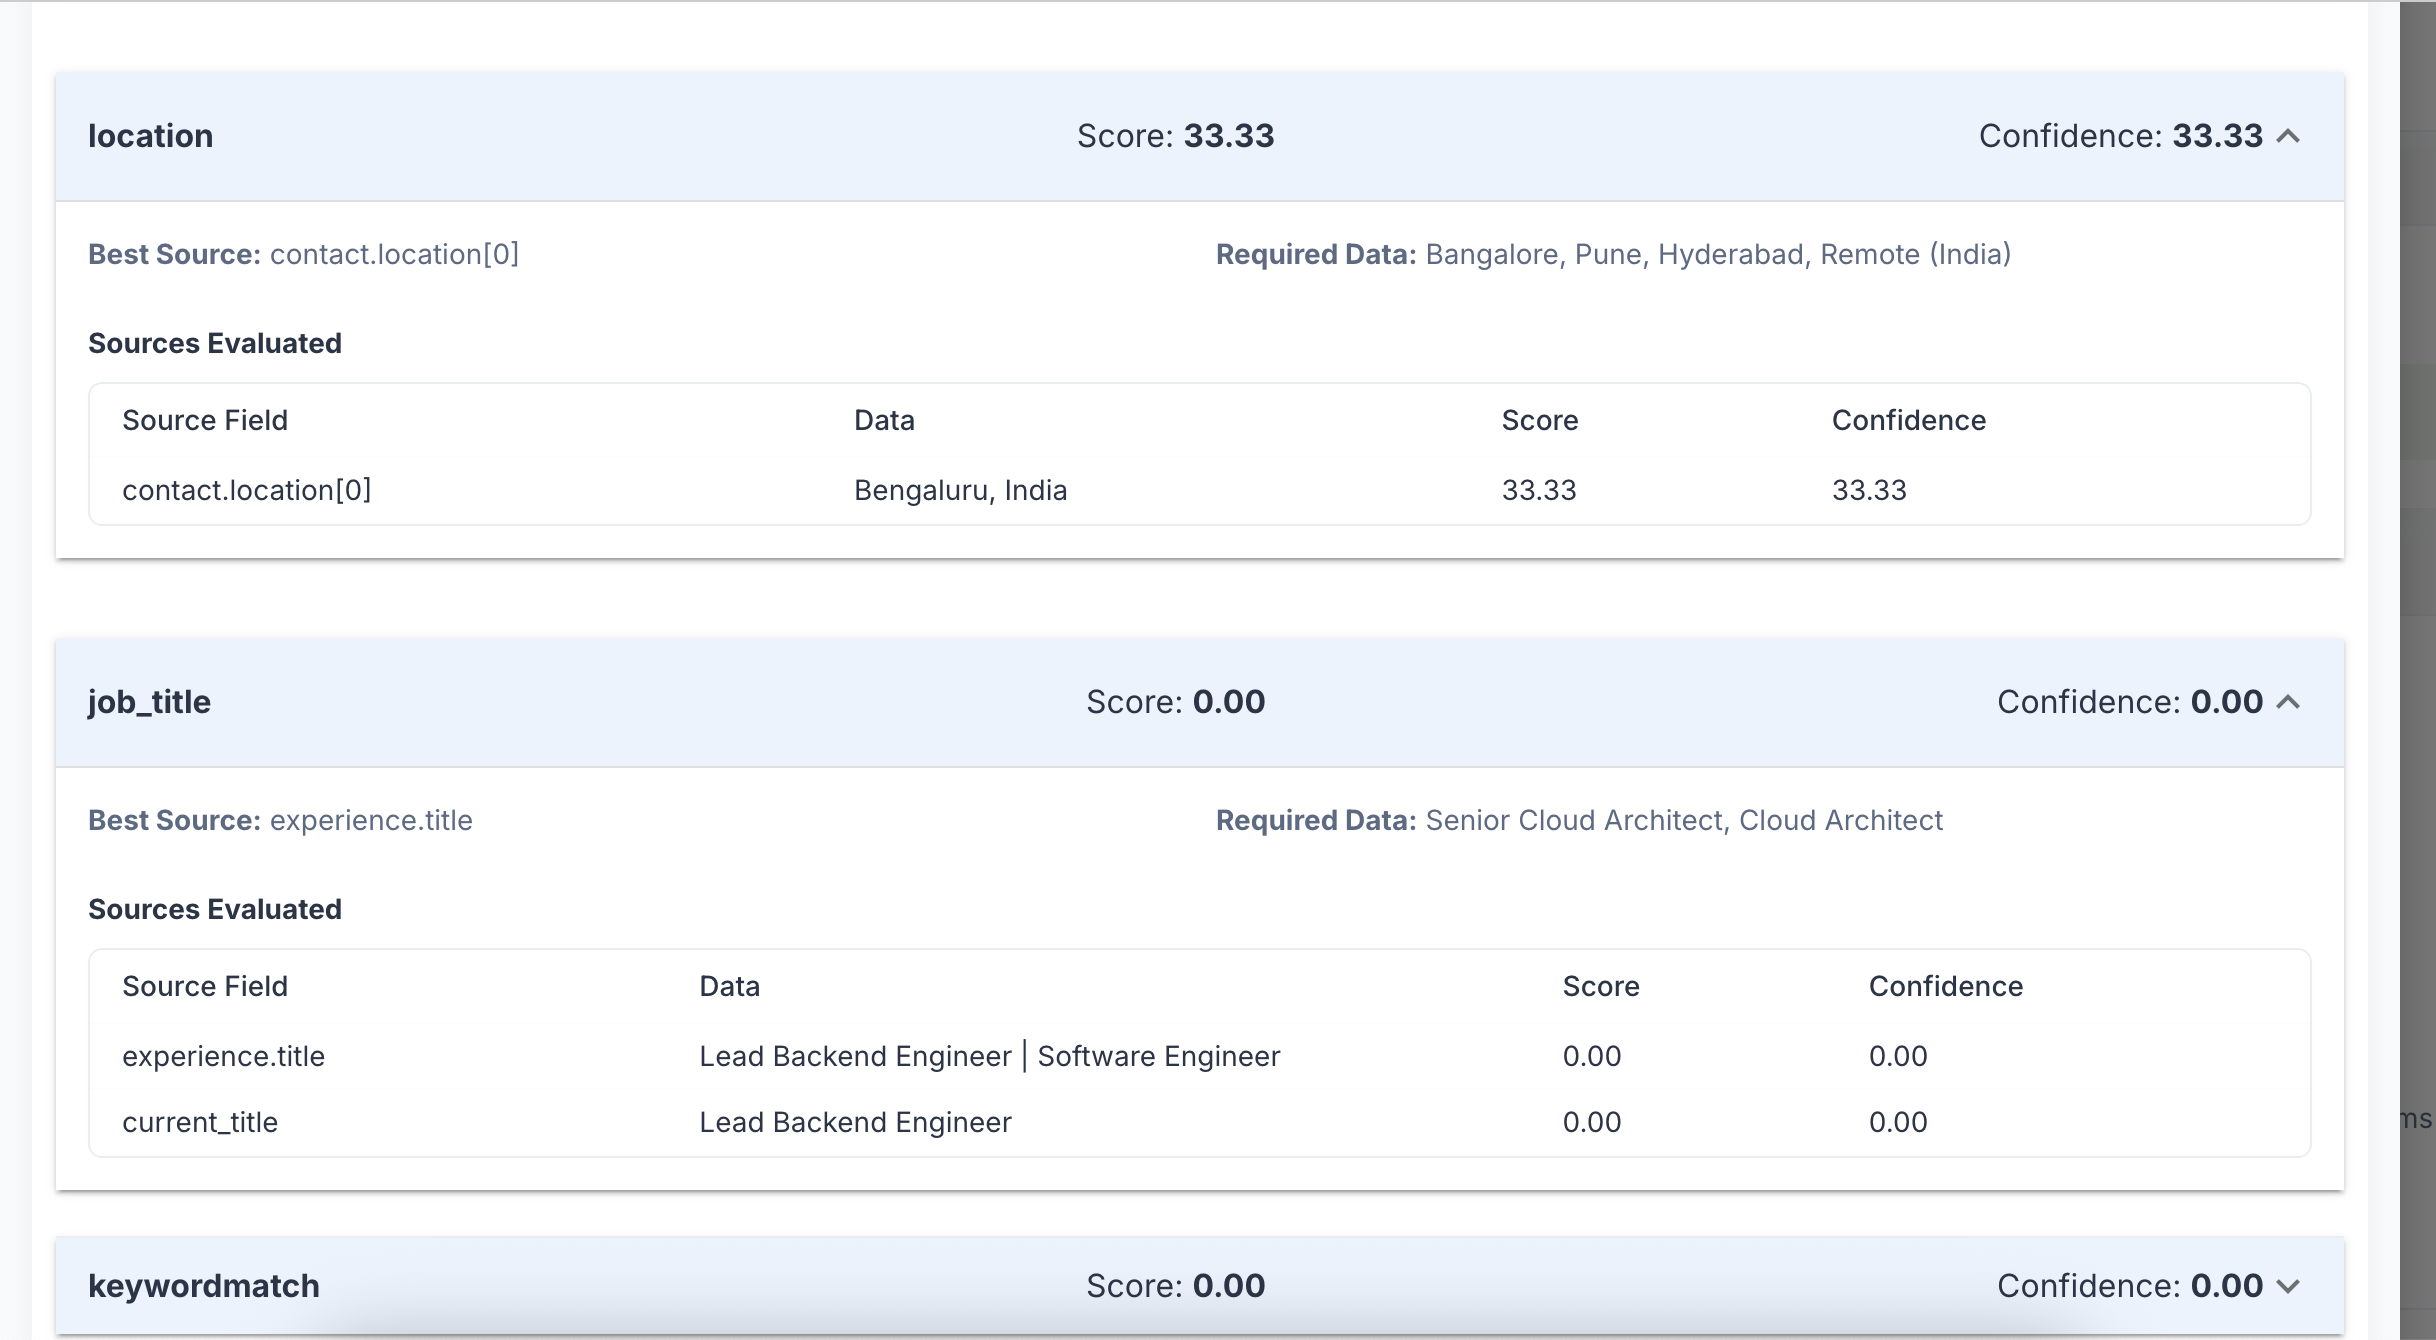 location Score: 33.33 Confidence: 33.33
Best Source: contact.location[0] Required Data: Bangalore, Pune, Hyderabad, Remote (India)
Sources Evaluated
Source Field Data Score Confidence
contact.location[0] Bengaluru, India 33.33 33.33
job_title Score: 0.00 Confidence: 0.00
Best Source: experience.title Required Data: Senior Cloud Architect, Cloud Architect
Sources Evaluated
Source Field Data Score Confidence
experience.title Lead Backend Engineer | Software Engineer 0.00 0.00
current_title Lead Backend Engineer 0.00 0.00
keywordmatch Score: 0.00 Confidence: 0.00